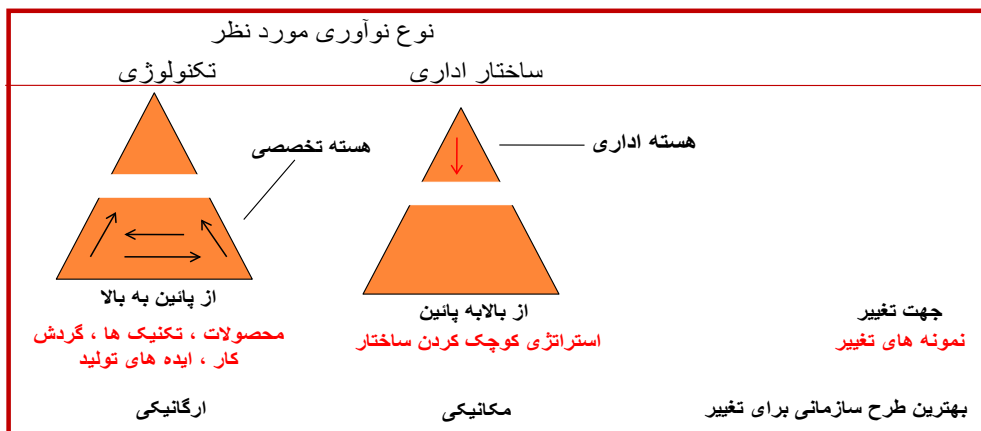 نوع نوآوری مورد نظر
ساختار اداری
تکنولوژی
هسته اداری
هسته تخصصی
جهت تغییر
از بالابه پائین
از پائین به بالا
نمونه های تغییر
استراتژی کوچک کردن ساختار
محصولات ، تکنیک ها ، گردش
کار ، ایده های تولید
بهترین طرح سازمانی برای تغییر
مکانیکی
ارگانیکی